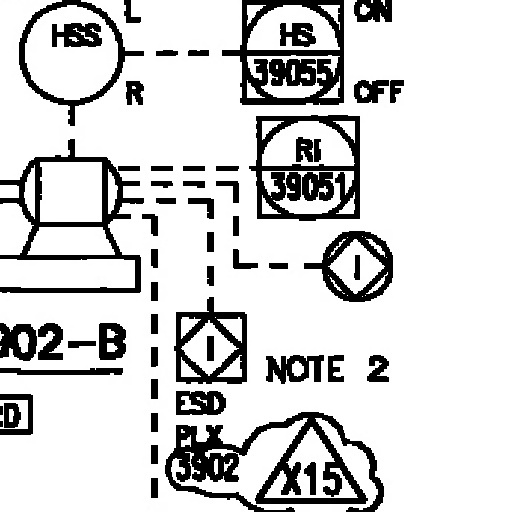 L
HSS
ON
HS
39055
R
OFF
RI
39051
I
902-B
I
NOTE 2
ESD
PLX
3902
X15